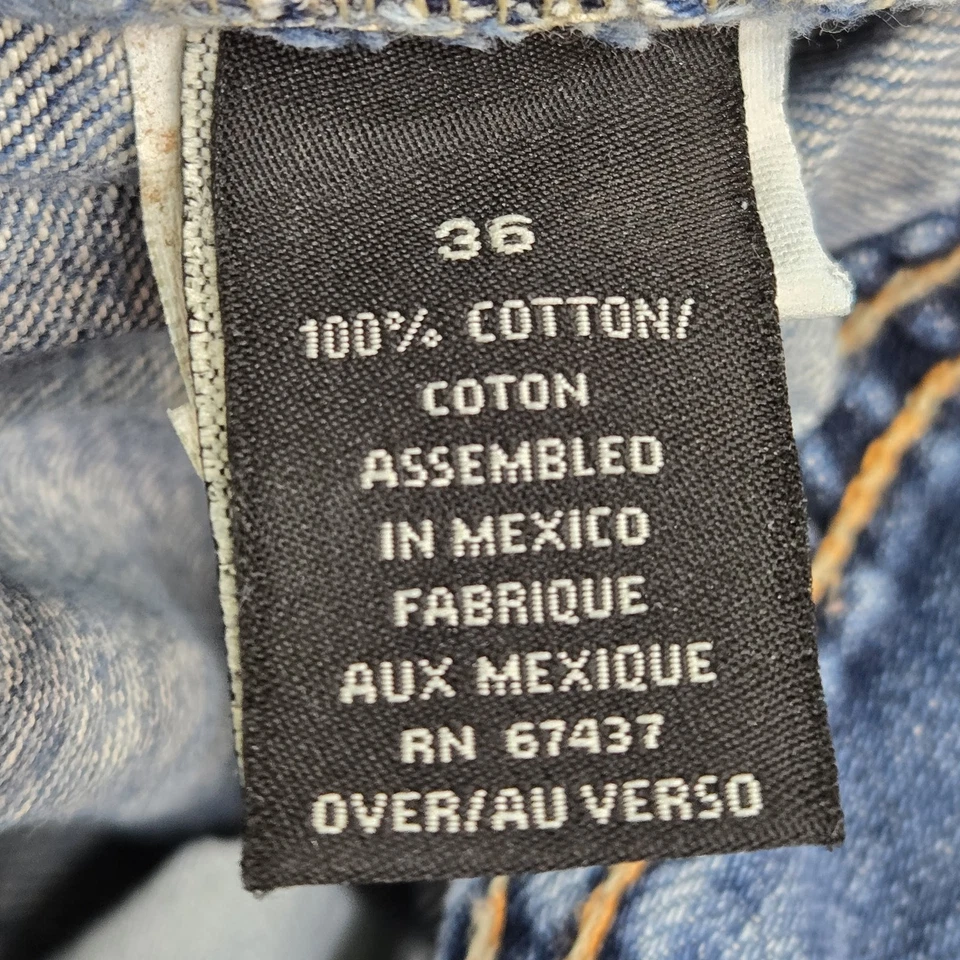 36
100% COTTON/
COTON
ASSEMBLED
IN MEXICO
FABRIQUE
AUX MEXIQUE
RN 67437
OVER/AU VERSO